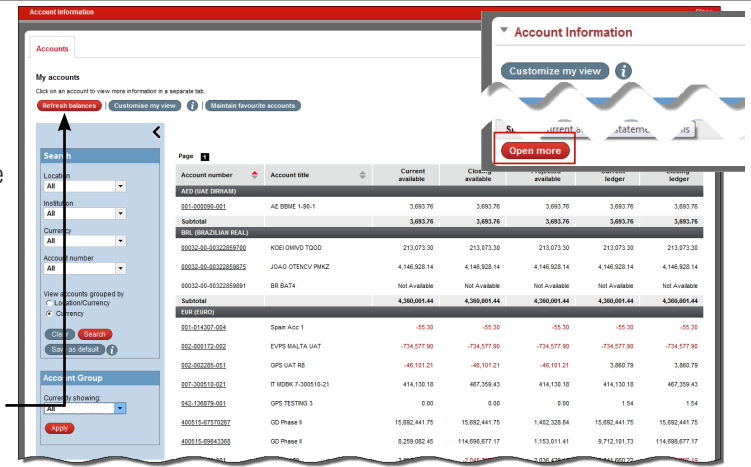 Account Information
Accounts
My accounts
Click on an account to view more information in a separate tab.
Refresh balances | Customise my view i | Maintain favourite accounts
Account Information
Customize my view i
Open more
Search
Location
All
Institution
All
Currency
All
Account number
All
View accounts grouped by
Location/Currency
Currency
Clear Search
Save as default i
Account Group
Currently showing:
All
Apply
Page 1
Account number Account title Current available Closing available Projected available Current ledger Closing ledger
AED (UAE DIRHAM)
001-000090-001 AE BBME 1-90-1 3,693.76 3,693.76 3,693.76 3,693.76 3,693.76
Subtotal 3,693.76 3,693.76 3,693.76 3,693.76 3,693.76
BRL (BRAZILIAN REAL)
00032-00-00322859700 KOEI OMIVD TQOD 213,073.30 213,073.30 213,073.30 213,073.30 213,073.30
00032-00-00322859875 JOAO OTENCV PMKZ 4,146,928.14 4,146,928.14 4,146,928.14 4,146,928.14 4,146,928.14
00032-00-00322859891 BR BAT4 Not Available Not Available Not Available Not Available Not Available
Subtotal 4,360,001.44 4,360,001.44 4,360,001.44 4,360,001.44 4,360,001.44
EUR (EURO)
001-014307-004 Spain Acc 1 -55.30 -55.30 -55.30 -55.30 -55.30
002-000172-002 EVPS MALTA UAT -734,577.90 -734,577.90 -734,577.90 -734,577.90 -734,577.90
002-002285-051 GPS UAT R8 -46,101.21 -46,101.21 -46,101.21 3,860.79 3,860.79
007-300510-021 IT MDBK 7-300510-21 414,130.18 467,359.43 414,130.18 414,130.18 467,359.43
042-136879-001 GPS TESTING 3 0.00 0.00 0.00 1.54 1.54
400515-67570267 GD Phase II 15,692,441.75 15,692,441.75 1,402,328.84 15,692,441.75 15,692,441.75
400515-69843368 GD Phase II 8,259,082.45 114,698,677.17 1,153,011.41 9,712,101.73 114,698,677.17